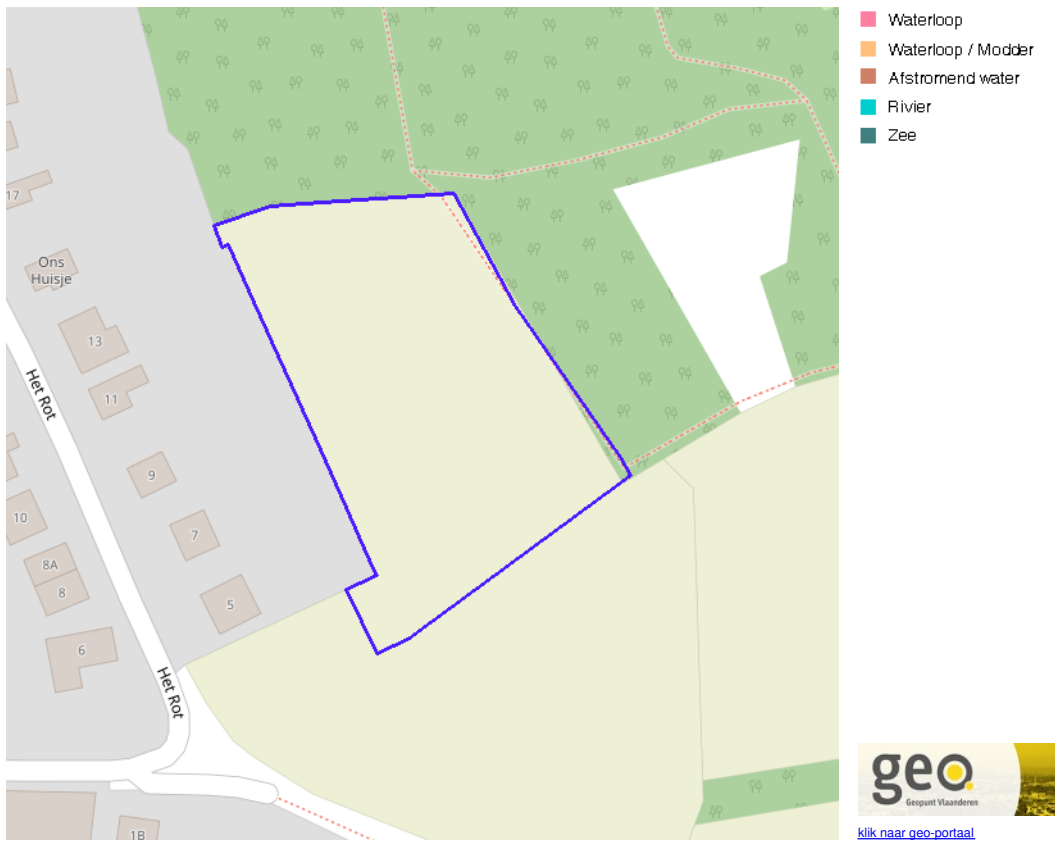 Waterloop
Waterloop / Modder
Afstromend water
Rivier
Zee
17
Ons
Huisje
13
11
Het Rot
9
10
7
8A
8
5
6
Het Rot
1B
geo.
Geopunt Vlaanderen
klik naar geo-portaal